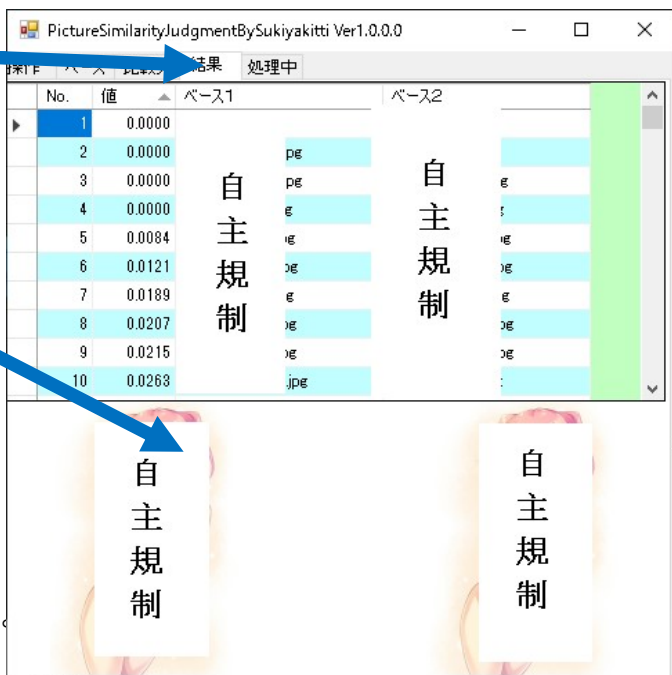 PictureSimilarityJudgmentBySukiyakitti Ver1.0.0.0
結果 処理中
No. 値 ベース1 ベース2
1 0.0000
2 0.0000 pg
3 0.0000 pg
4 0.0000
5 0.0084
6 0.0121
7 0.0189
8 0.0207
9 0.0215
10 0.0263 .jpg
自主規制
自主規制
自主規制
自主規制